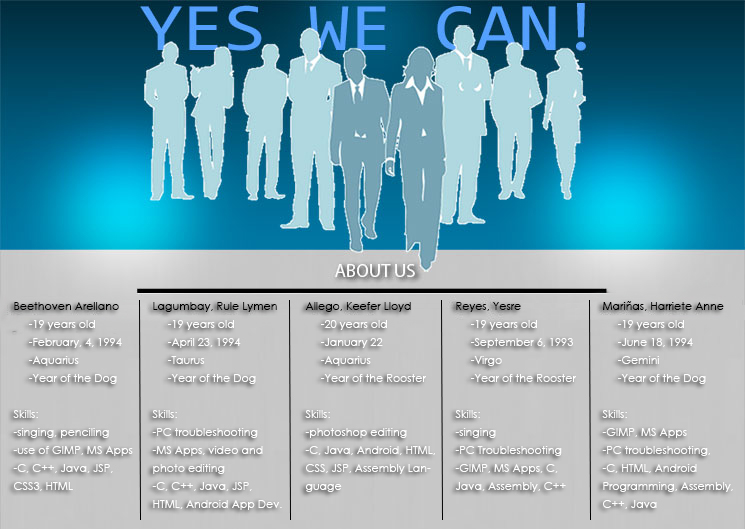 YES WE CAN!
ABOUT US
Beethoven Arellano
-19 years old
-February, 4, 1994
-Aquarius
-Year of the Dog
Skills:
-singing, penciling
-use of GIMP, MS Apps
-C, C++, Java, JSP,
CSS3, HTML
Lagumbay, Rule Lymen
-19 years old
-April 23, 1994
-Taurus
-Year of the Dog
Skills:
-PC troubleshooting
-MS Apps, video and
photo editing
-C, C++, Java, JSP,
HTML, Android App Dev.
Allego, Keefer Lloyd
-20 years old
-January 22
-Aquarius
-Year of the Rooster
Skills:
-photoshop editing
-C, Java, Android, HTML,
CSS, JSP, Assembly Lan-
guage
Reyes, Yesre
-19 years old
-September 6, 1993
-Virgo
-Year of the Rooster
Skills:
-singing
-PC Troubleshooting
-GIMP, MS Apps, C,
Java, Assembly, C++
Mariñas, Harriete Anne
-19 years old
-June 18, 1994
-Gemini
-Year of the Dog
Skills:
-GIMP, MS Apps
-PC troubleshooting,
-C, HTML, Android
Programming, Assembly,
C++, Java